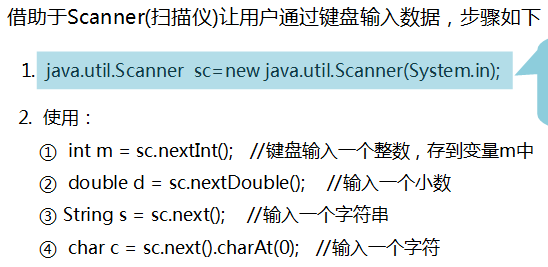 借助于Scanner(扫描仪)让用户通过键盘输入数据，步骤如下
1. java.util.Scanner sc=new java.util.Scanner(System.in);
2. 使用：
① int m = sc.nextInt(); //键盘输入一个整数，存到变量m中
② double d = sc.nextDouble(); //输入一个小数
③ String s = sc.next(); //输入一个字符串
④ char c = sc.next().charAt(0); //输入一个字符